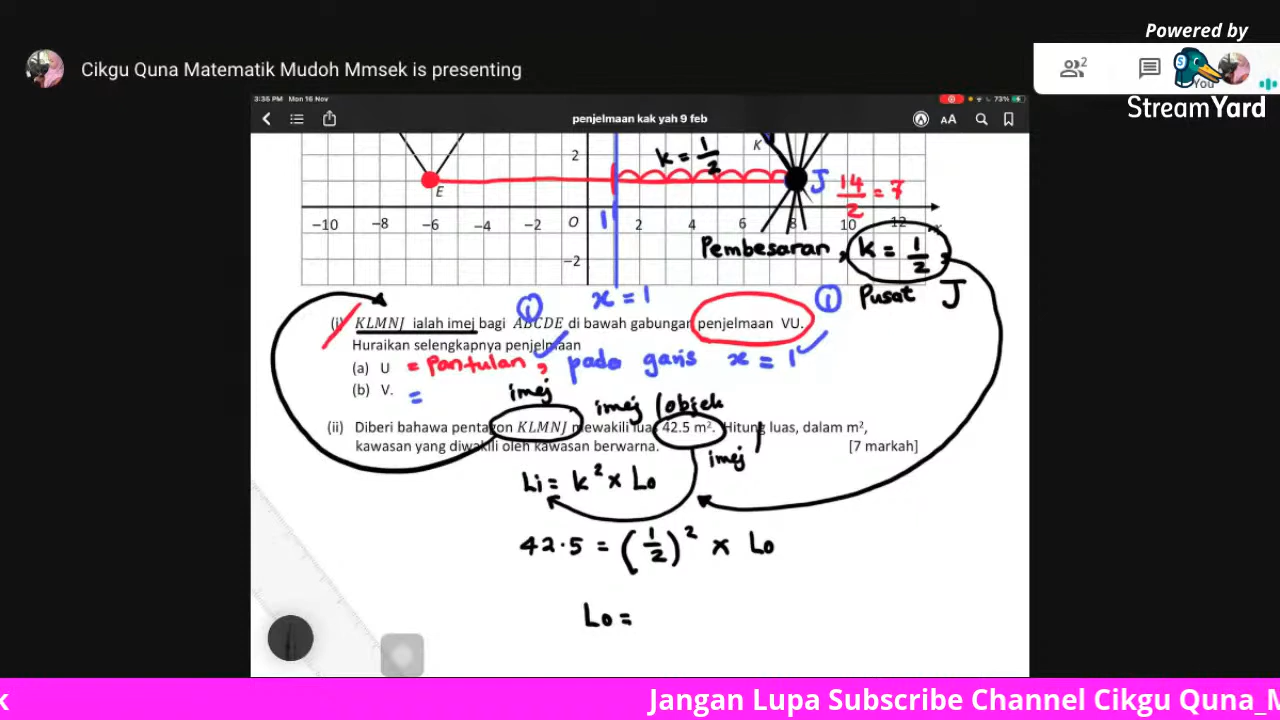 Powered by
Cikgu Quna Matematik Mudoh Mmsek is presenting
2
You
StreamYard
3:35 PM Mon 16 Nov
73%
penjelmaan kak yah 9 feb
AA
2
k = 1/2
K
E
J
14/2 = 7
-10 -8 -6 -4 -2 O 1 2 4 6 8 10 12 x
-2
Pembesaran, k = 1/2,
Pusat J
x = 1
(i) KLMNJ ialah imej bagi ABCDE di bawah gabungan penjelmaan VU.
Huraikan selengkapnya penjelmaan
(a) U = Pantulan, pada garis x = 1
(b) V. =
imej
imej / objek
(ii) Diberi bahawa pentagon KLMNJ mewakili luas 42.5 m². Hitung luas, dalam m²,
kawasan yang diwakili oleh kawasan berwarna. [7 markah]
imej
Li = k² x Lo
42.5 = (1/2)² x Lo
Lo =
k
Jangan Lupa Subscribe Channel Cikgu Quna_M